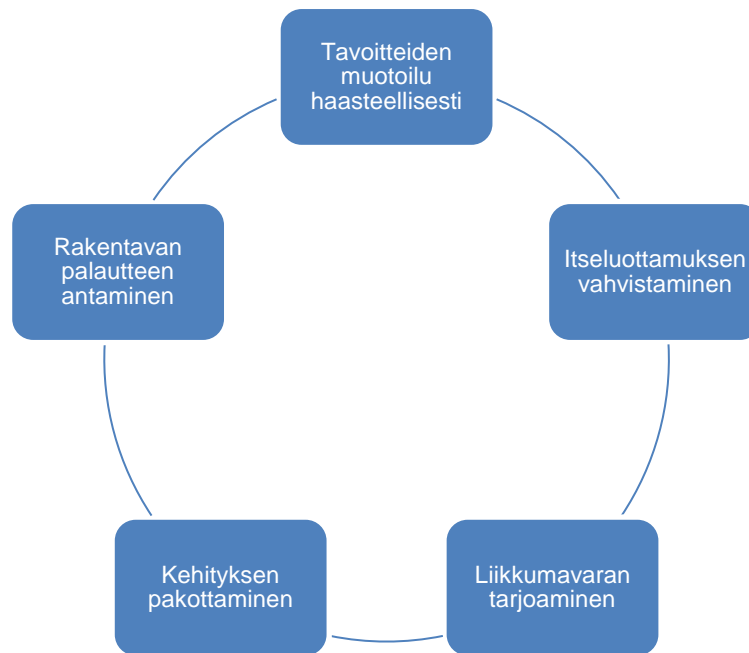 Tavoitteiden
muotoilu
haasteellisesti
Itseluottamuksen
vahvistaminen
Liikkumavaran
tarjoaminen
Kehityksen
pakottaminen
Rakentavan
palautteen
antaminen